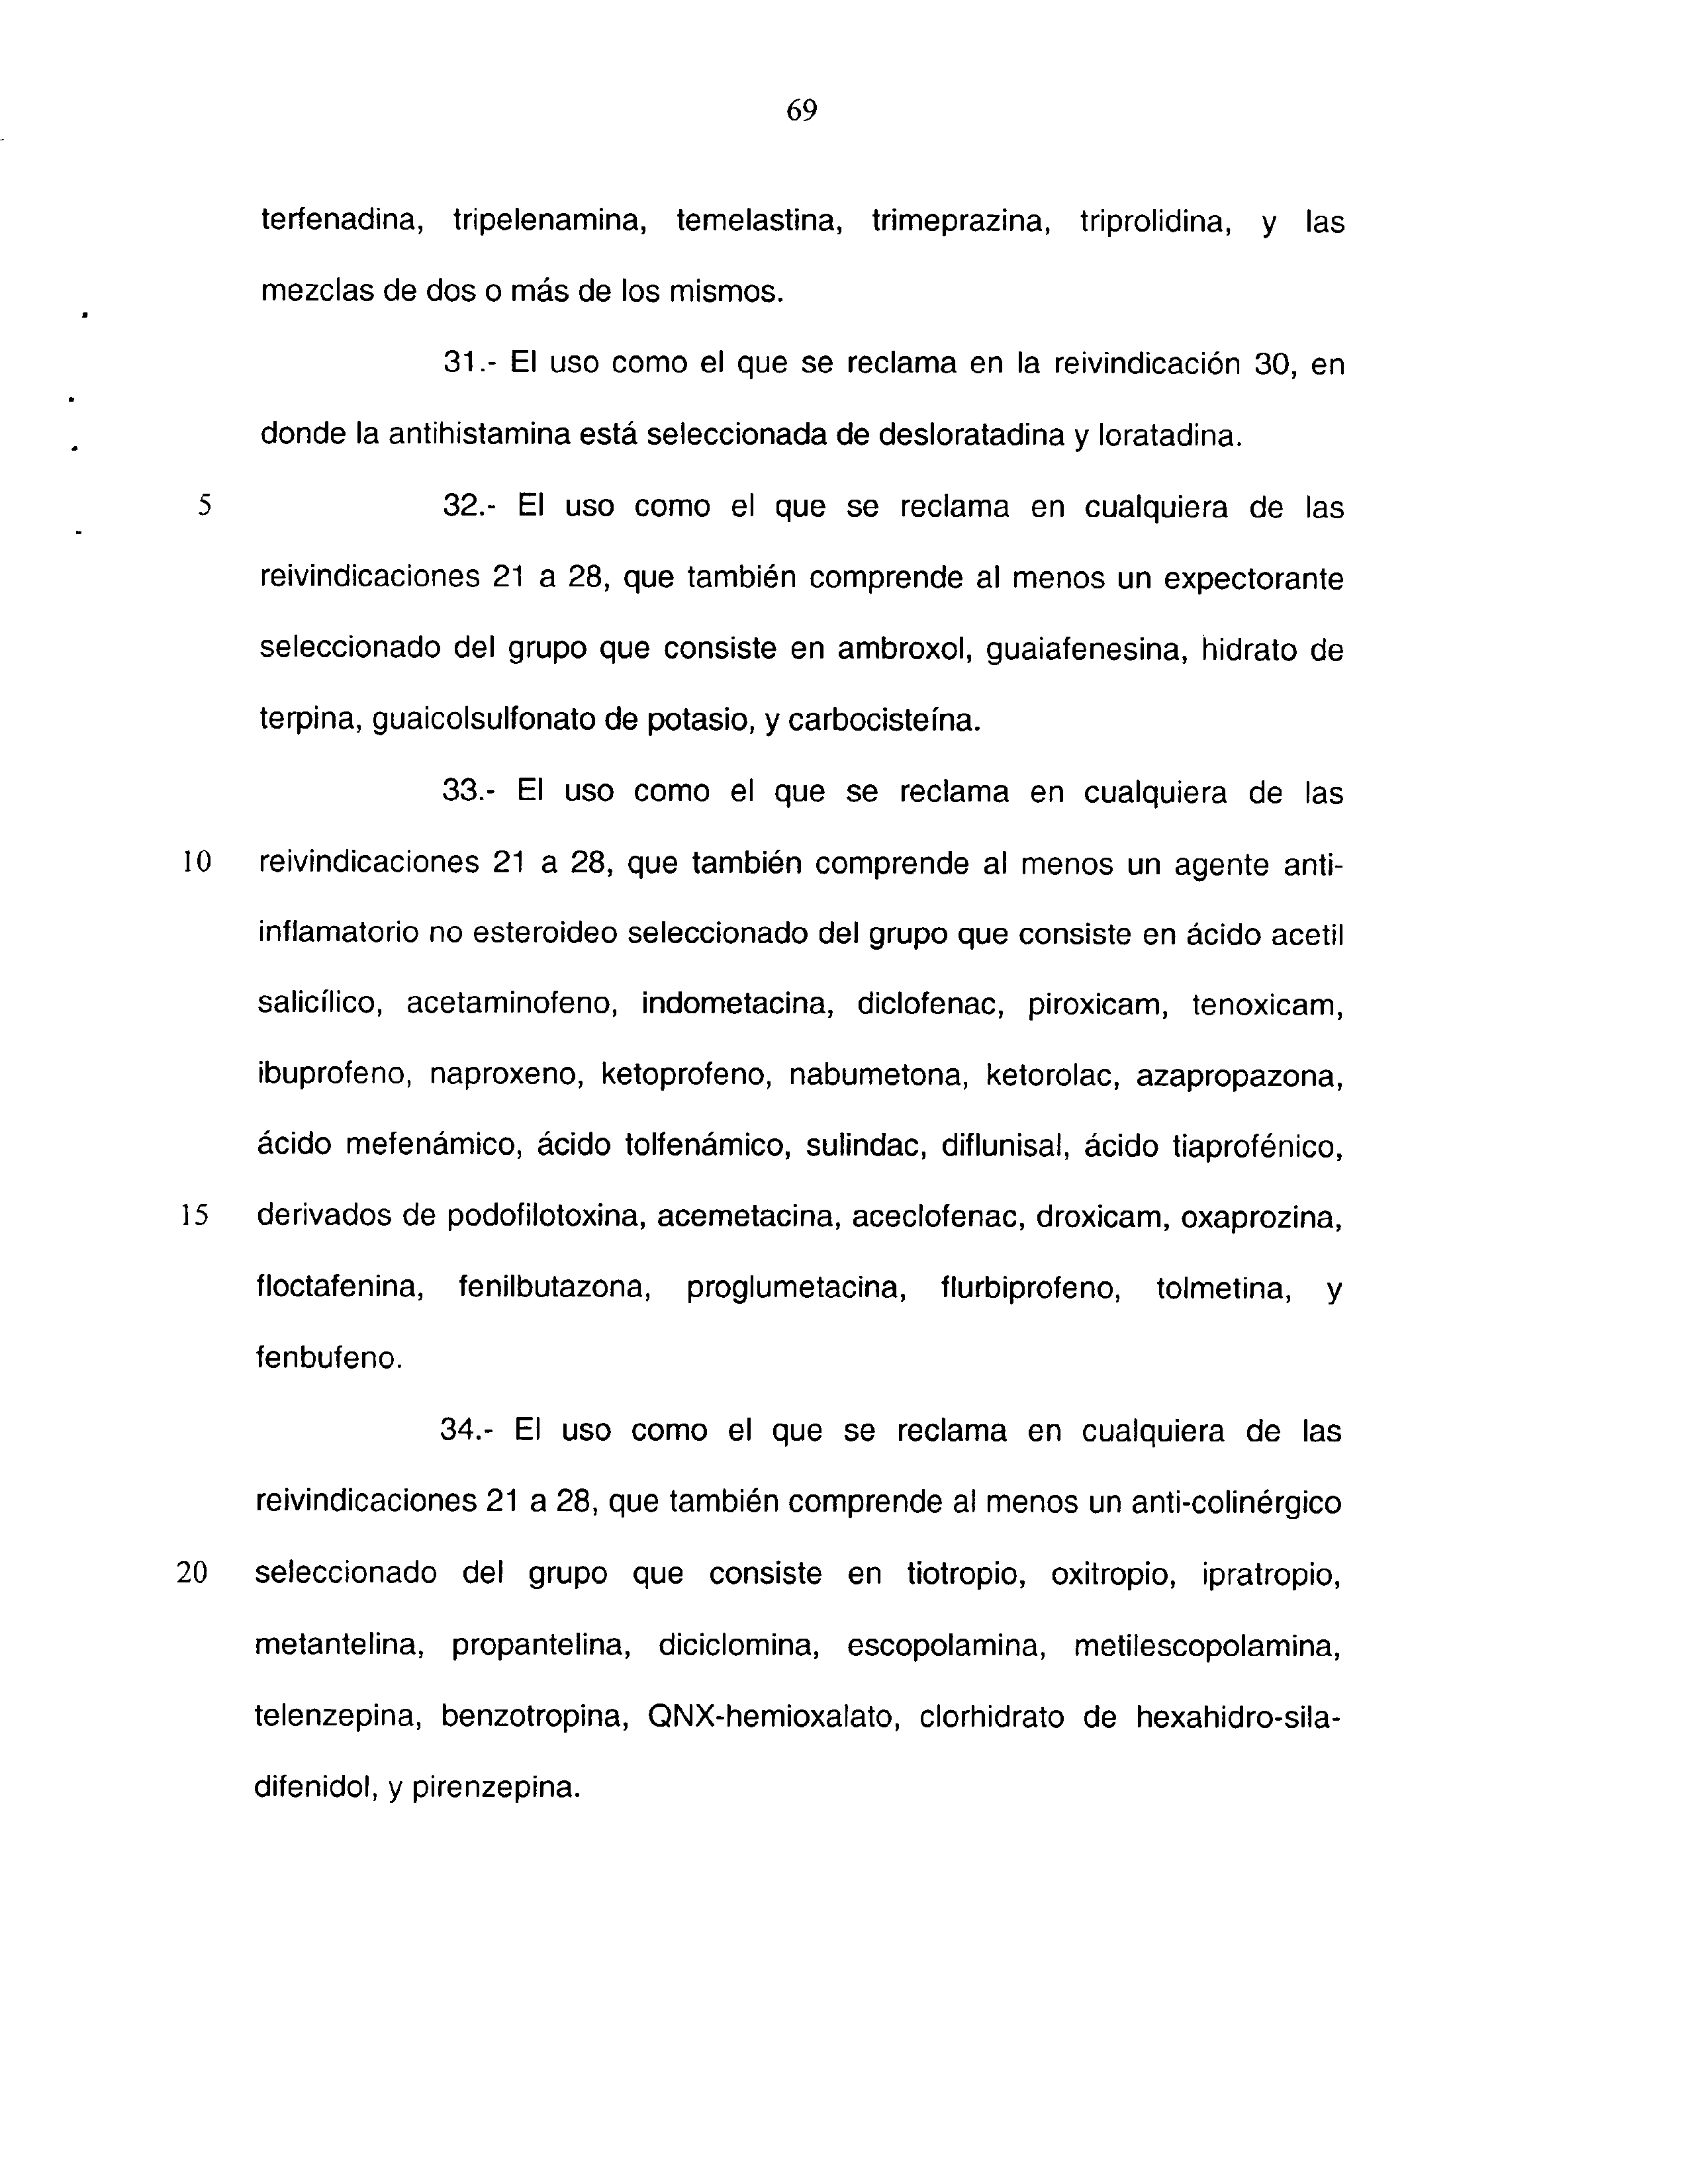 69
terfenadina, tripelenamina, temelastina, trimeprazina, triprolidina, y las
mezclas de dos o más de los mismos.
31.- El uso como el que se reclama en la reivindicación 30, en
donde la antihistamina está seleccionada de desloratadina y loratadina.
5 32.- El uso como el que se reclama en cualquiera de las
reivindicaciones 21 a 28, que también comprende al menos un expectorante
seleccionado del grupo que consiste en ambroxol, guaiafenesina, hidrato de
terpina, guaicolsulfonato de potasio, y carbocisteína.
33.- El uso como el que se reclama en cualquiera de las
10 reivindicaciones 21 a 28, que también comprende al menos un agente anti-
inflamatorio no esteroideo seleccionado del grupo que consiste en ácido acetil
salicílico, acetaminofeno, indometacina, diclofenac, piroxicam, tenoxicam,
ibuprofeno, naproxeno, ketoprofeno, nabumetona, ketorolac, azapropazona,
ácido mefenámico, ácido tolfenámico, sulindac, diflunisal, ácido tiaprofénico,
15 derivados de podofilotoxina, acemetacina, aceclofenac, droxicam, oxaprozina,
floctafenina, fenilbutazona, proglumetacina, flurbiprofeno, tolmetina, y
fenbufeno.
34.- El uso como el que se reclama en cualquiera de las
reivindicaciones 21 a 28, que también comprende al menos un anti-colinérgico
20 seleccionado del grupo que consiste en tiotropio, oxitropio, ipratropio,
metantelina, propantelina, diciclomina, escopolamina, metilescopolamina,
telenzepina, benzotropina, QNX-hemioxalato, clorhidrato de hexahidro-sila-
difenidol, y pirenzepina.